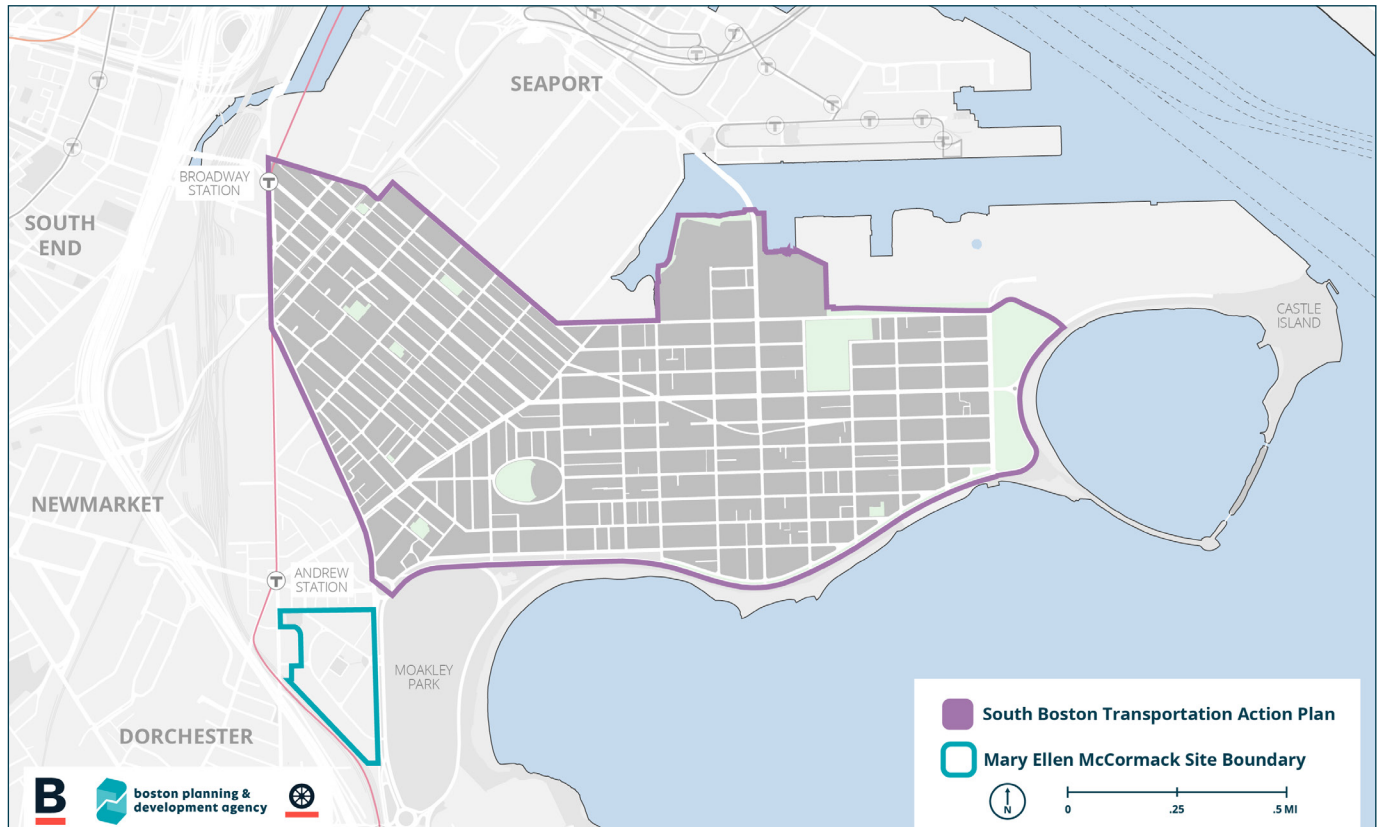 SEAPORT
BROADWAY
STATION
T
T
T
T
T
T
T
T
T
T
T
T
SOUTH
END
CASTLE
ISLAND
NEWMARKET
ANDREW
STATION
T
MOAKLEY
PARK
DORCHESTER
South Boston Transportation Action Plan
Mary Ellen McCormack Site Boundary
N
0 .25 .5 MI
B
boston planning &
development agency